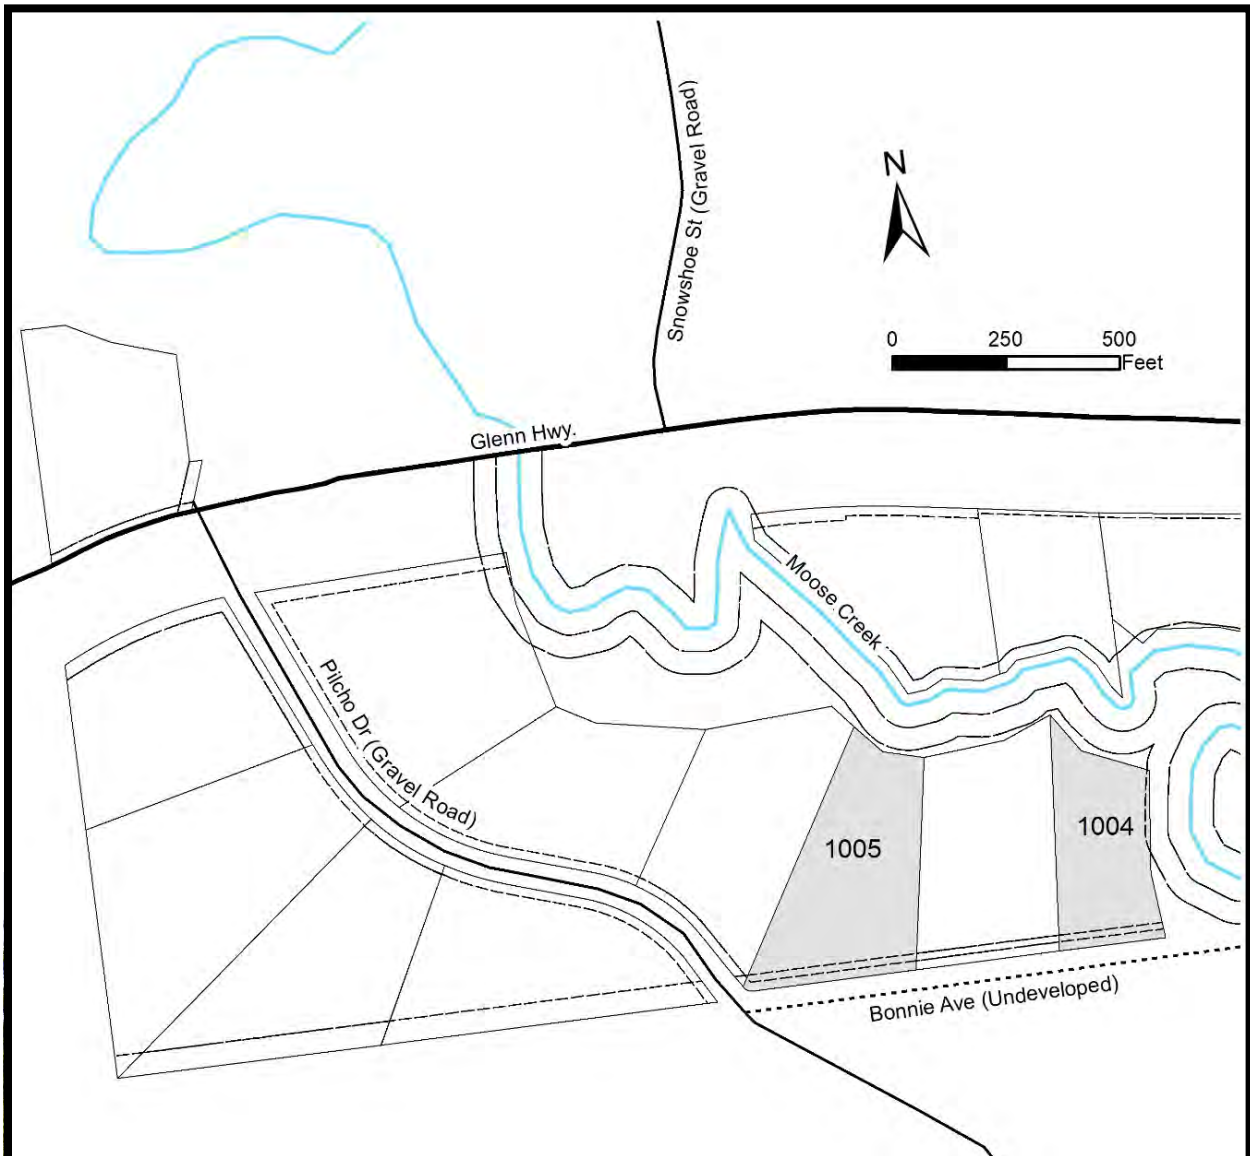 Snowshoe St (Gravel Road)
N
0 250 500
Feet
Glenn Hwy.
Moose Creek
Pilcho Dr (Gravel Road)
1005
1004
Bonnie Ave (Undeveloped)